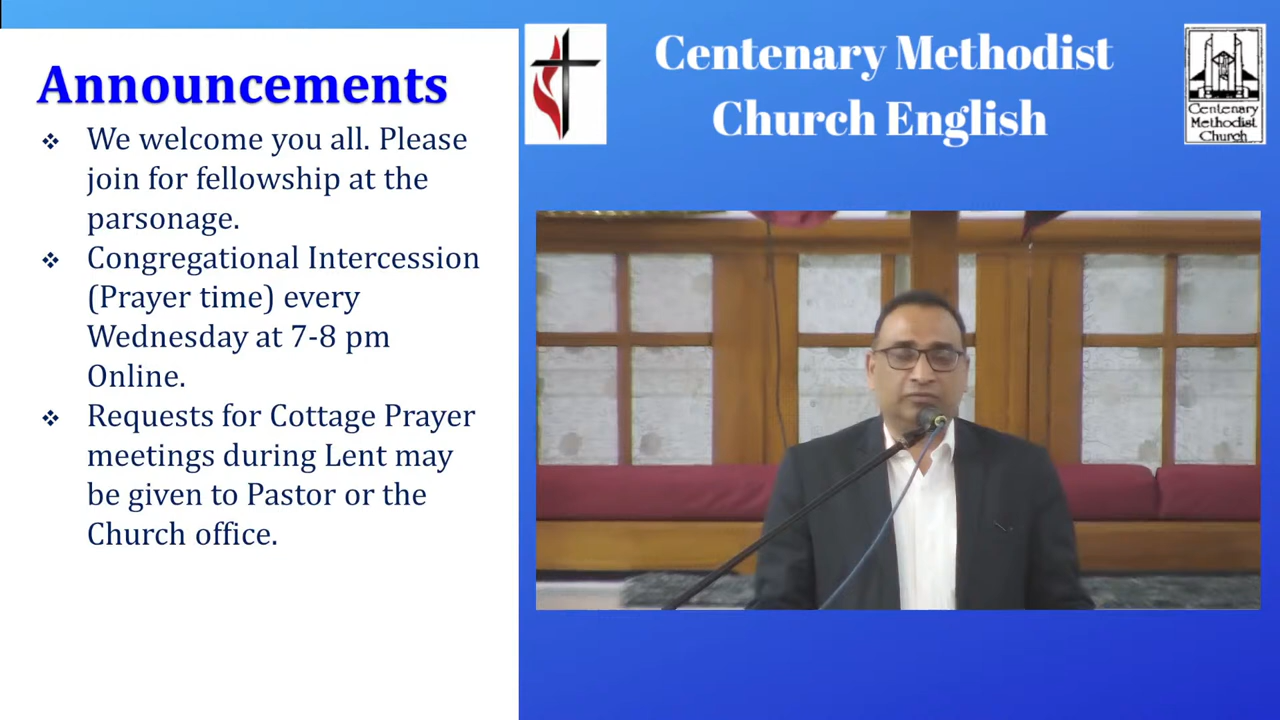 Announcements
❖ We welcome you all. Please
join for fellowship at the
parsonage.
❖ Congregational Intercession
(Prayer time) every
Wednesday at 7-8 pm
Online.
❖ Requests for Cottage Prayer
meetings during Lent may
be given to Pastor or the
Church office.
Centenary Methodist
Church English
Centenary
Methodist
Church